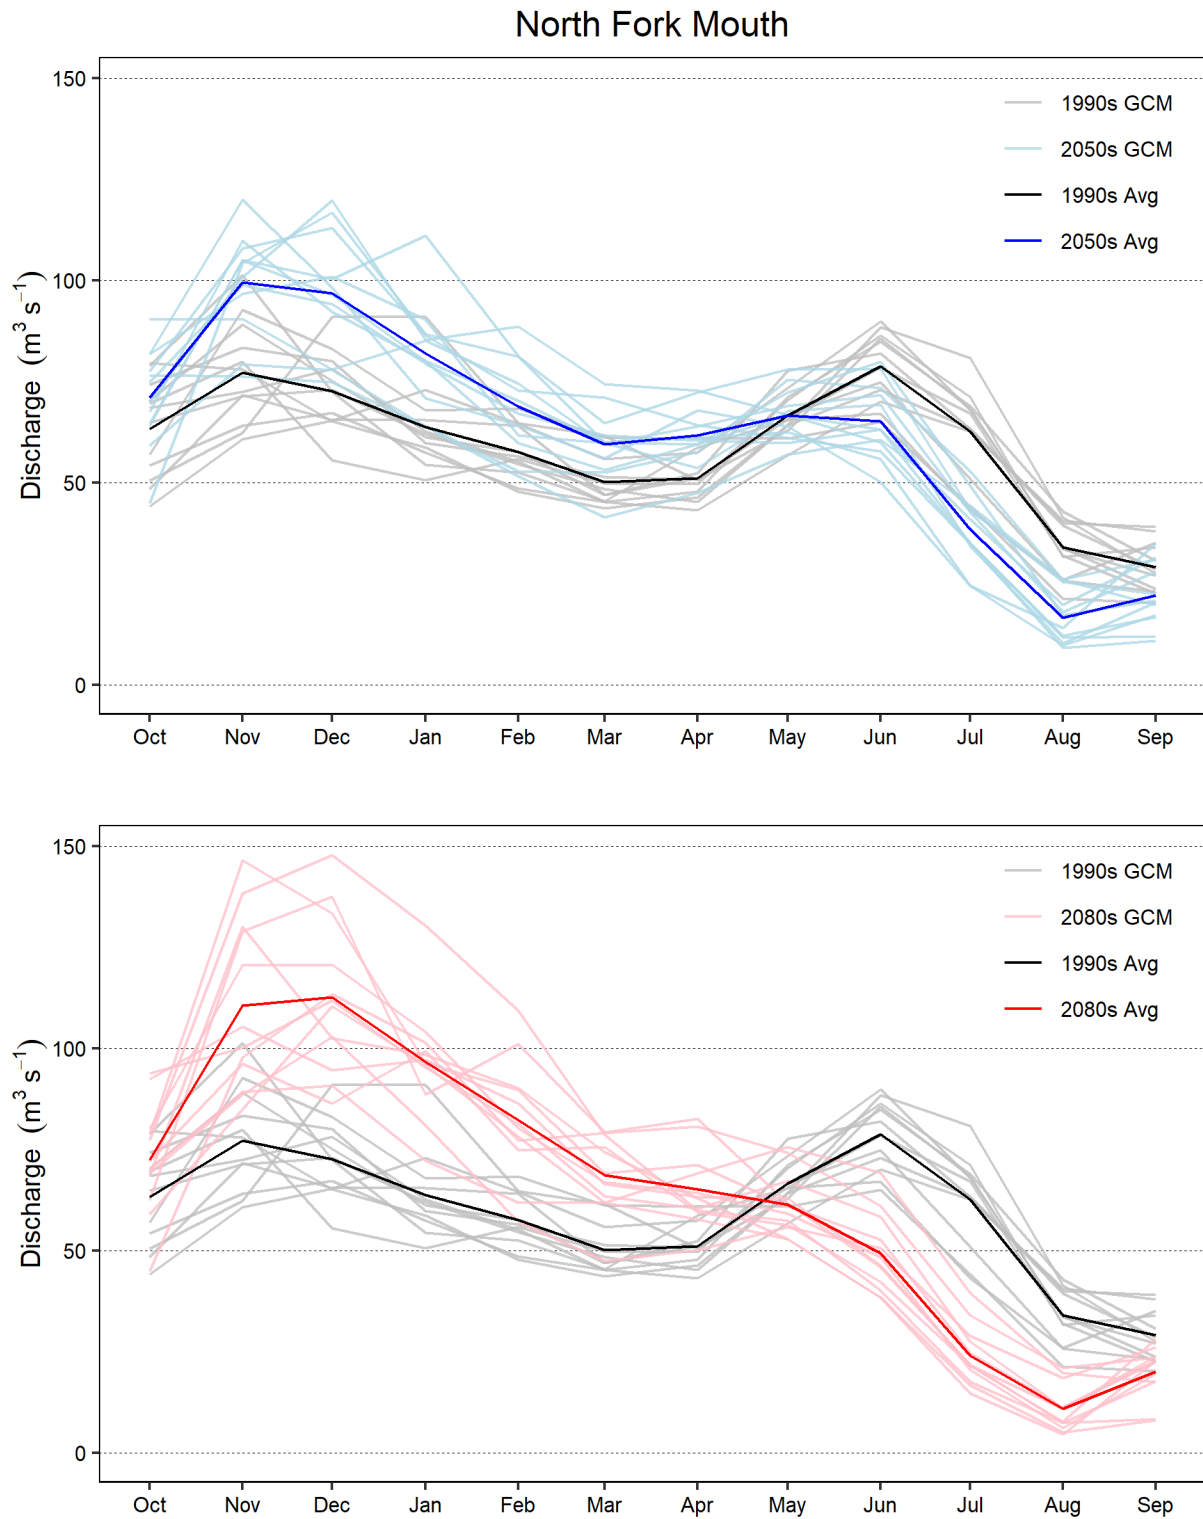 North Fork Mouth
150
100
50
0
Discharge (m³ s⁻¹)
1990s GCM
2050s GCM
1990s Avg
2050s Avg
Oct Nov Dec Jan Feb Mar Apr May Jun Jul Aug Sep
150
100
50
0
Discharge (m³ s⁻¹)
1990s GCM
2080s GCM
1990s Avg
2080s Avg
Oct Nov Dec Jan Feb Mar Apr May Jun Jul Aug Sep